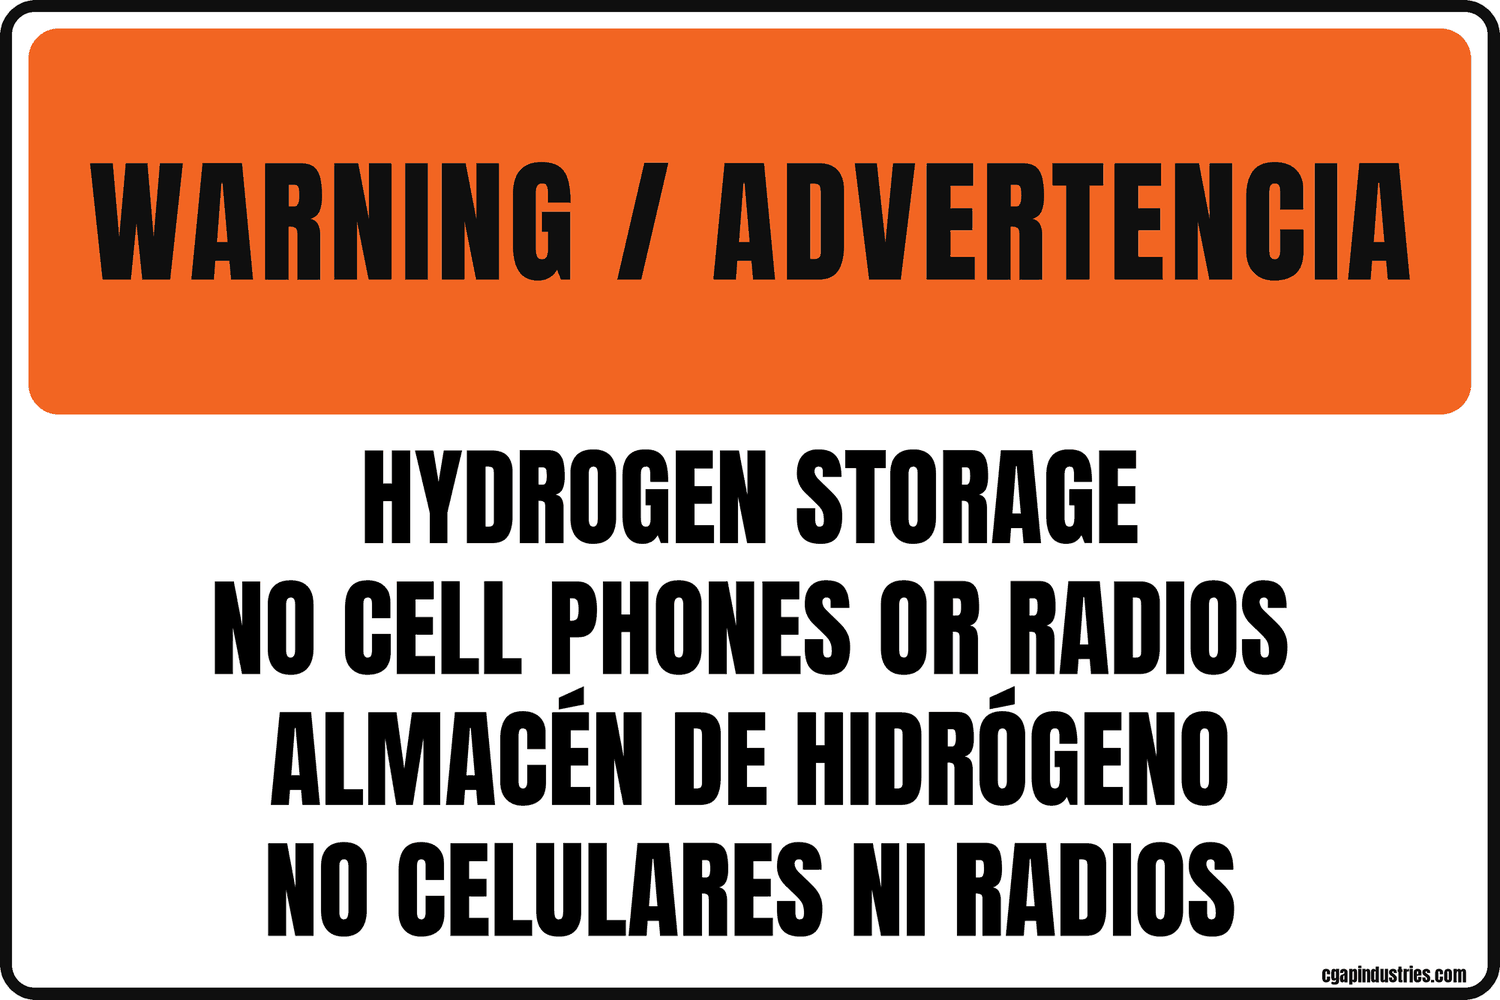 WARNING / ADVERTENCIA
HYDROGEN STORAGE
NO CELL PHONES OR RADIOS
ALMACÉN DE HIDRÓGENO
NO CELULARES NI RADIOS
cgapindustries.com